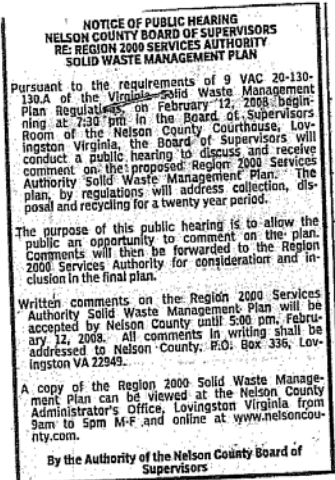 NOTICE OF PUBLIC HEARING
NELSON COUNTY BOARD OF SUPERVISORS
RE: REGION 2000 SERVICES AUTHORITY
SOLID WASTE MANAGEMENT PLAN
Pursuant to the requirements of 9 VAC 20-130-
130.A of the Virginia Solid Waste Management
Plan Regulations, on February 12, 2008 begin-
ning at 7:30 pm in the Board of Supervisors
Room of the Nelson County Courthouse, Lov-
ingston Virginia, the Board of Supervisors will
conduct a public hearing to discuss and receive
comment on the proposed Region 2000 Services
Authority Solid Waste Management Plan. The
plan, by regulations will address collection, dis-
posal and recycling for a twenty year period.
The purpose of this public hearing is to allow the
public an opportunity to comment on the plan.
Comments will then be forwarded to the Region
2000 Services Authority for consideration and in-
clusion in the final plan.
Written comments on the Region 2000 Services
Authority Solid Waste Management Plan will be
accepted by Nelson County until 5:00 pm, Febru-
ary 12, 2008. All comments in writing shall be
addressed to Nelson County, P.O. Box 336, Lov-
ingston VA 22949.
A copy of the Region 2000 Solid Waste Manage-
ment Plan can be viewed at the Nelson County
Administrator's Office, Lovingston Virginia from
9am to 5pm M-F and online at www.nelsoncou-
nty.com.
By the Authority of the Nelson County Board of
Supervisors